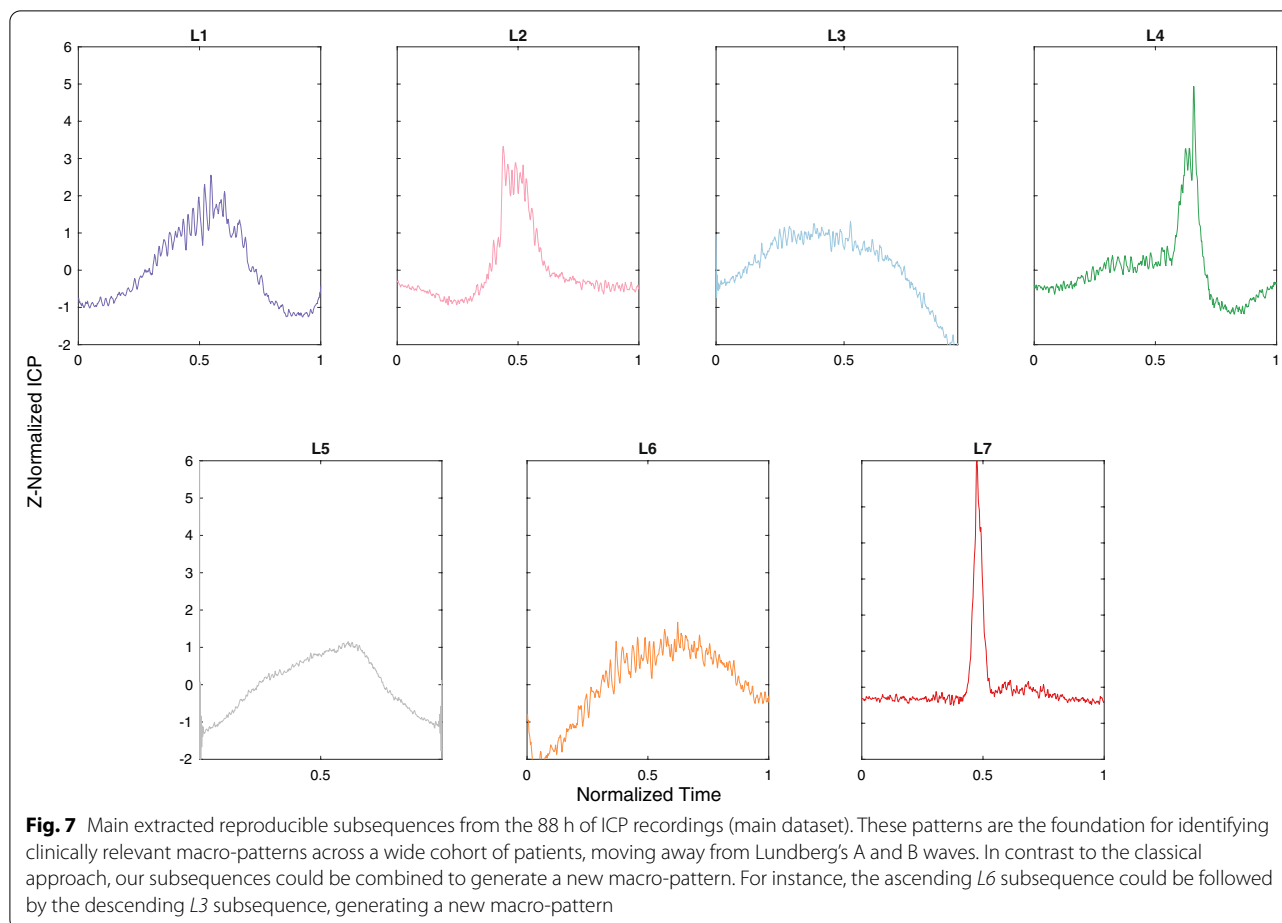 L1
L2
L3
L4
6
5
4
3
2
1
0
-1
-2
0
0.5
1
0
0.5
1
0
0.5
0
0.5
1
Z-Normalized ICP
L5
L6
L7
6
5
4
3
2
1
0
-1
-2
0.5
0
0.5
1
0
0.5
1
Normalized Time
Fig. 7 Main extracted reproducible subsequences from the 88 h of ICP recordings (main dataset). These patterns are the foundation for identifying
clinically relevant macro-patterns across a wide cohort of patients, moving away from Lundberg's A and B waves. In contrast to the classical
approach, our subsequences could be combined to generate a new macro-pattern. For instance, the ascending L6 subsequence could be followed
by the descending L3 subsequence, generating a new macro-pattern